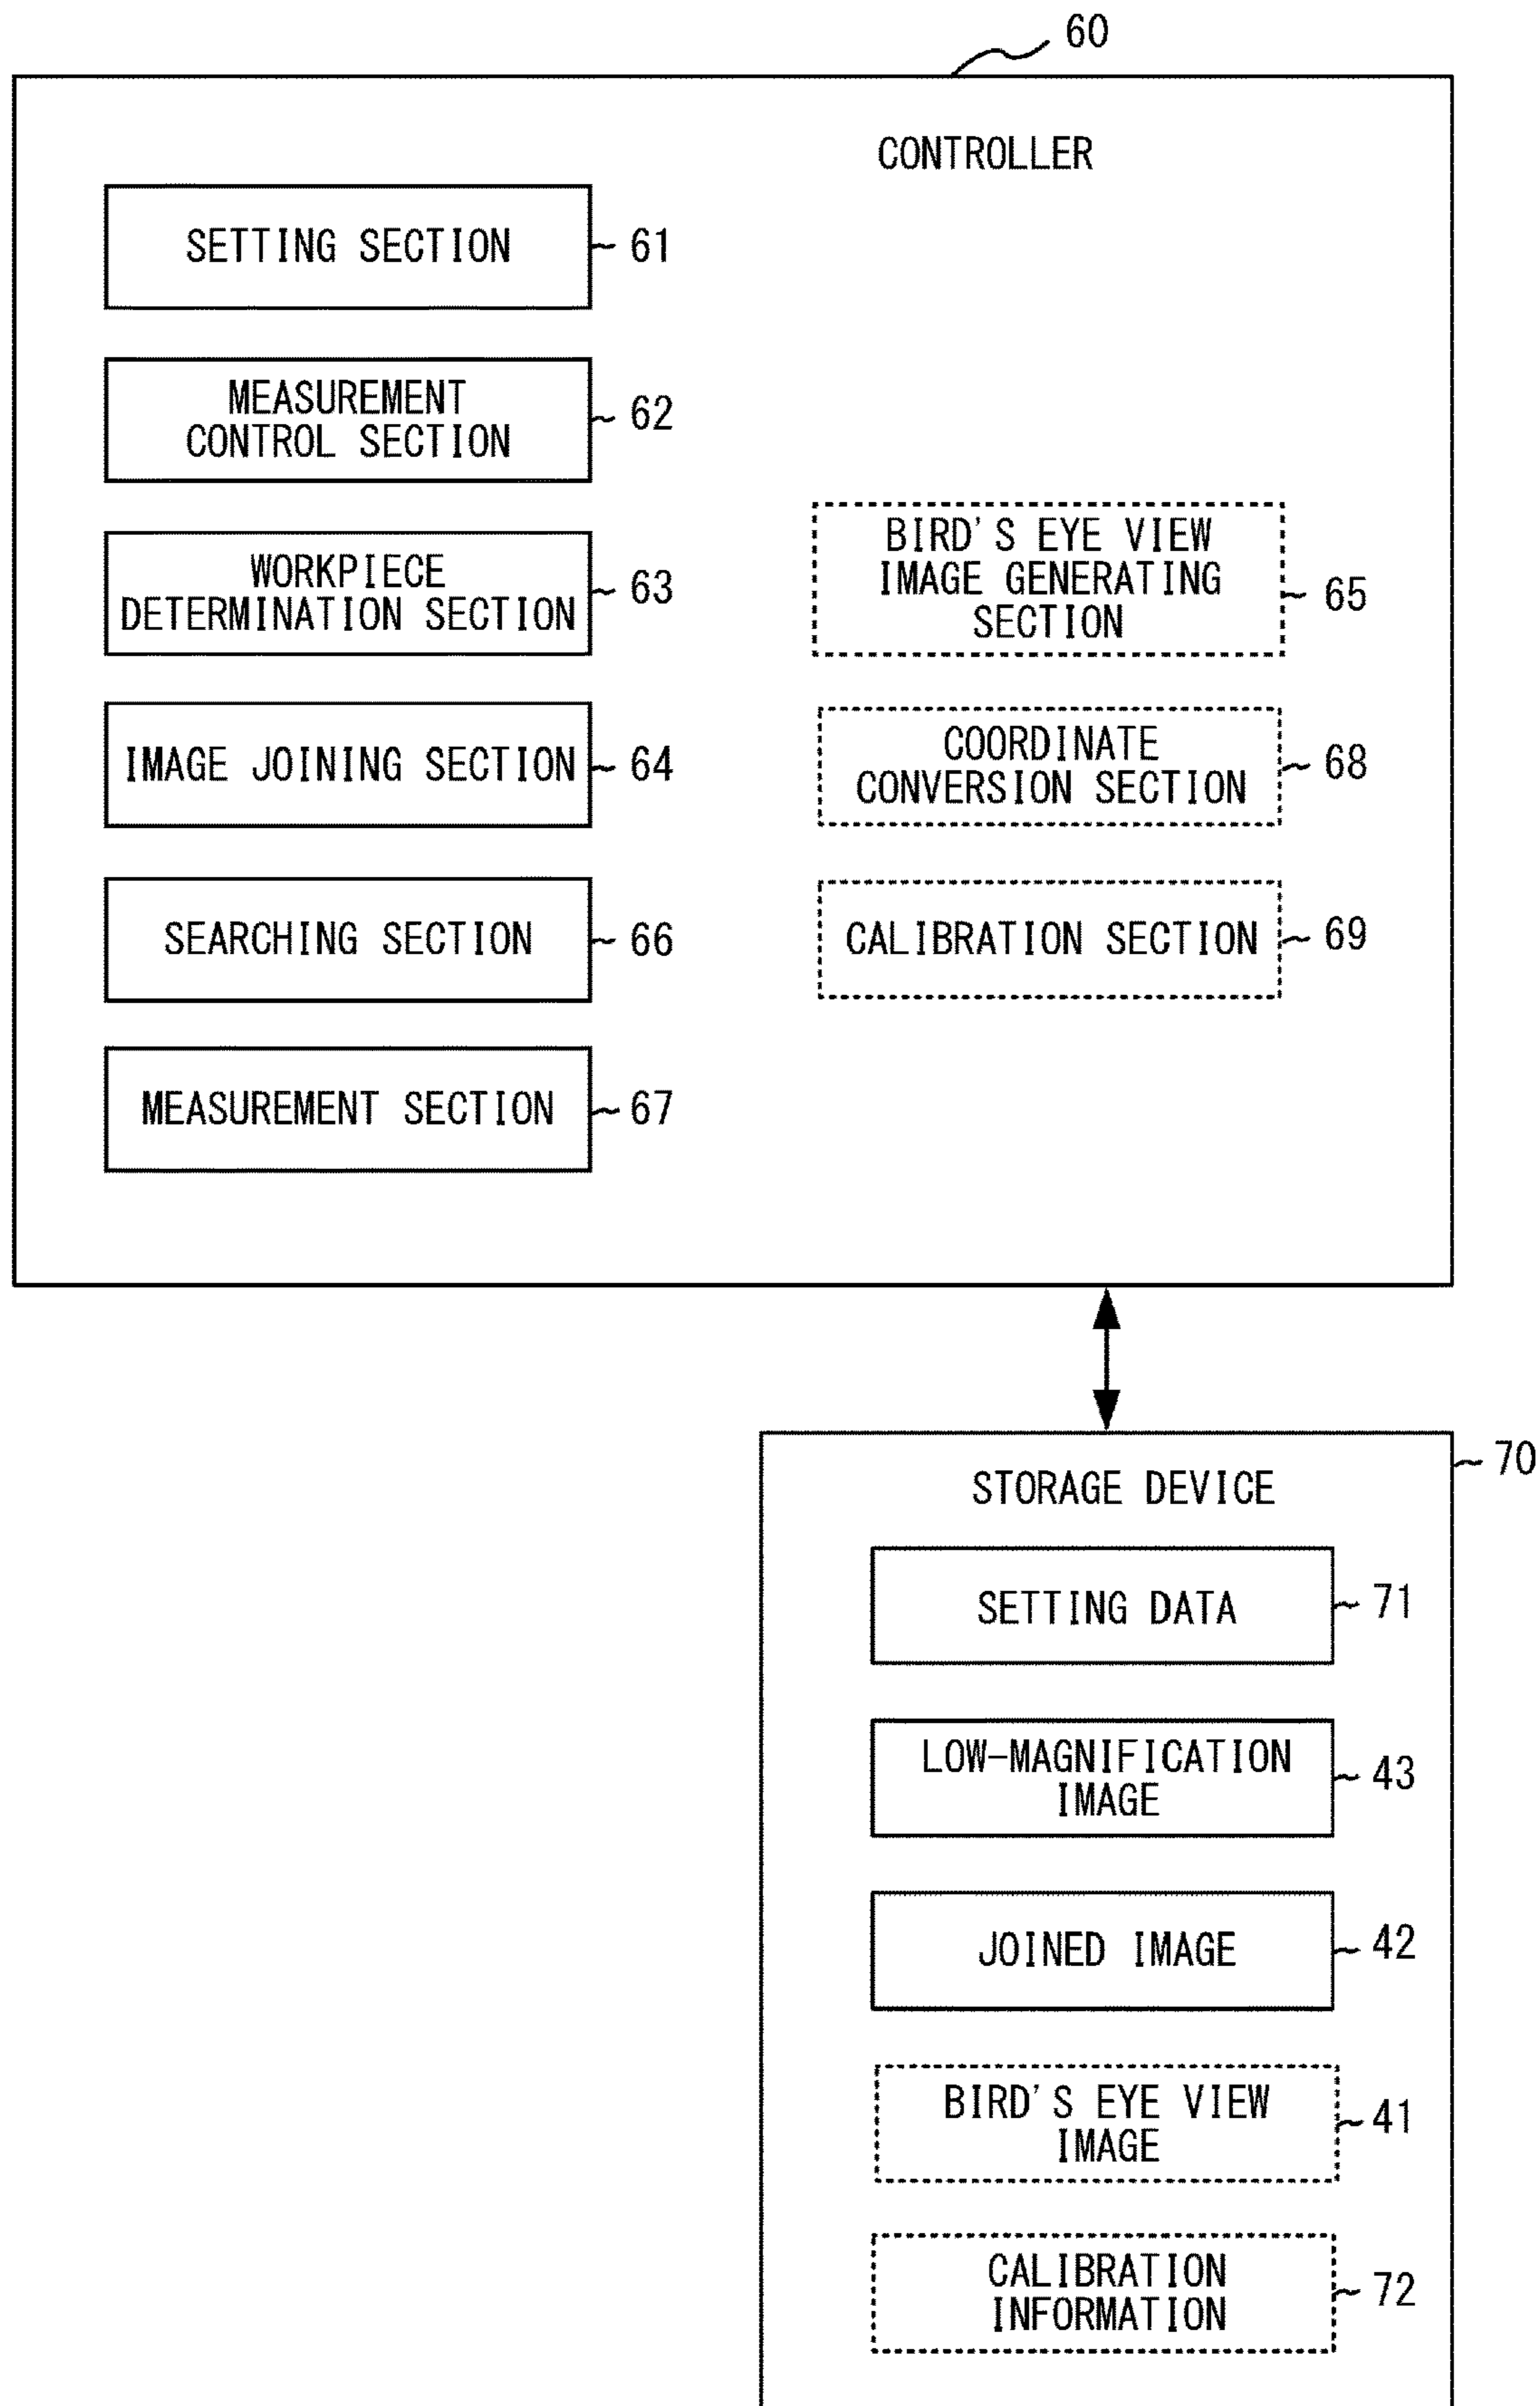 60
CONTROLLER
SETTING SECTION
61
MEASUREMENT
CONTROL SECTION
62
WORKPIECE
DETERMINATION SECTION
63
IMAGE JOINING SECTION
64
SEARCHING SECTION
66
MEASUREMENT SECTION
67
BIRD'S EYE VIEW
IMAGE GENERATING
SECTION
65
COORDINATE
CONVERSION SECTION
68
CALIBRATION SECTION
69
70
STORAGE DEVICE
SETTING DATA
71
LOW-MAGNIFICATION
IMAGE
43
JOINED IMAGE
42
BIRD'S EYE VIEW
IMAGE
41
CALIBRATION
INFORMATION
72